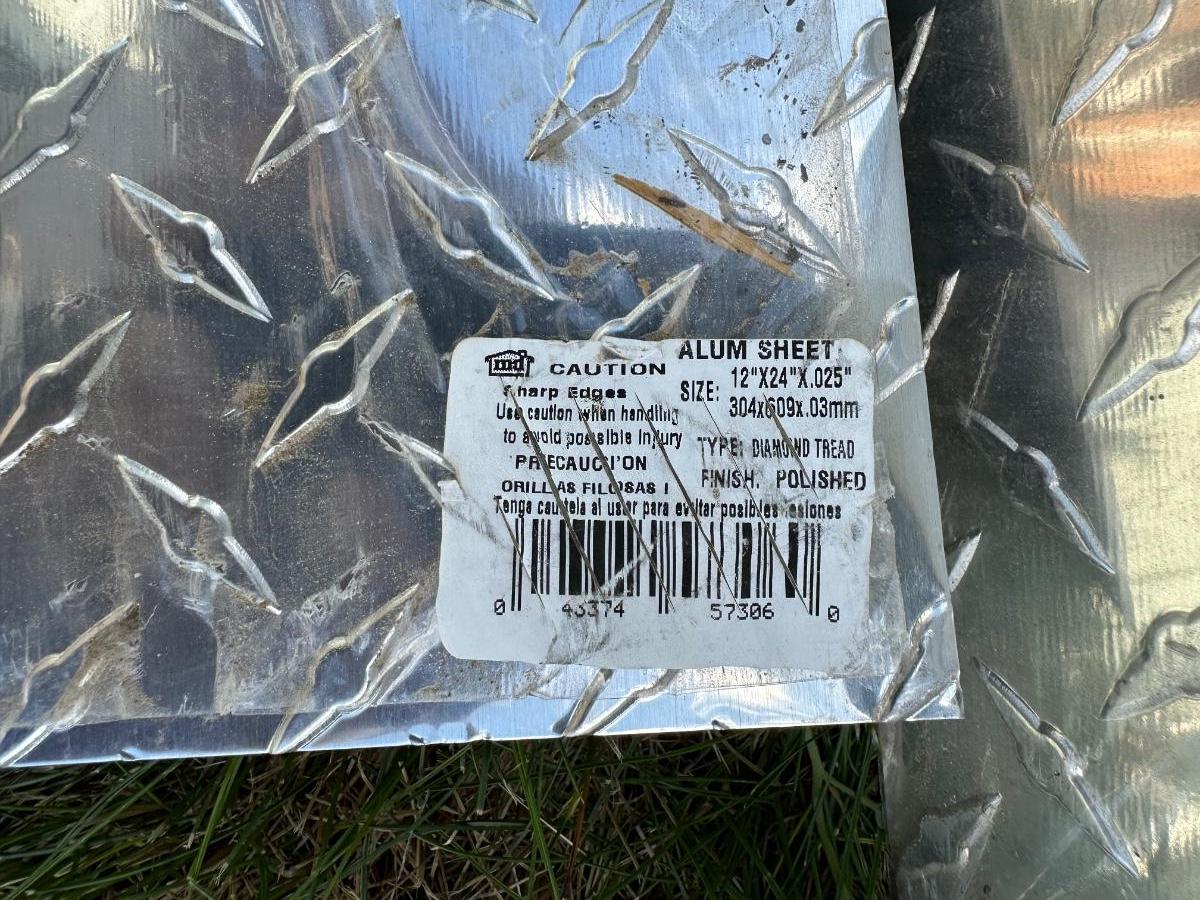 md
CAUTION
Sharp Edges
Use caution when handling
to avoid possible injury
PRECAUCION
ORILLAS FILOSAS !
ALUM SHEET
SIZE: 12"X24"X.025"
304x609x.03mm
TYPE: DIAMOND TREAD
FINISH. POLISHED
Tenga cautela al usar para evitar posibles lesiones
0 43374 57306 0